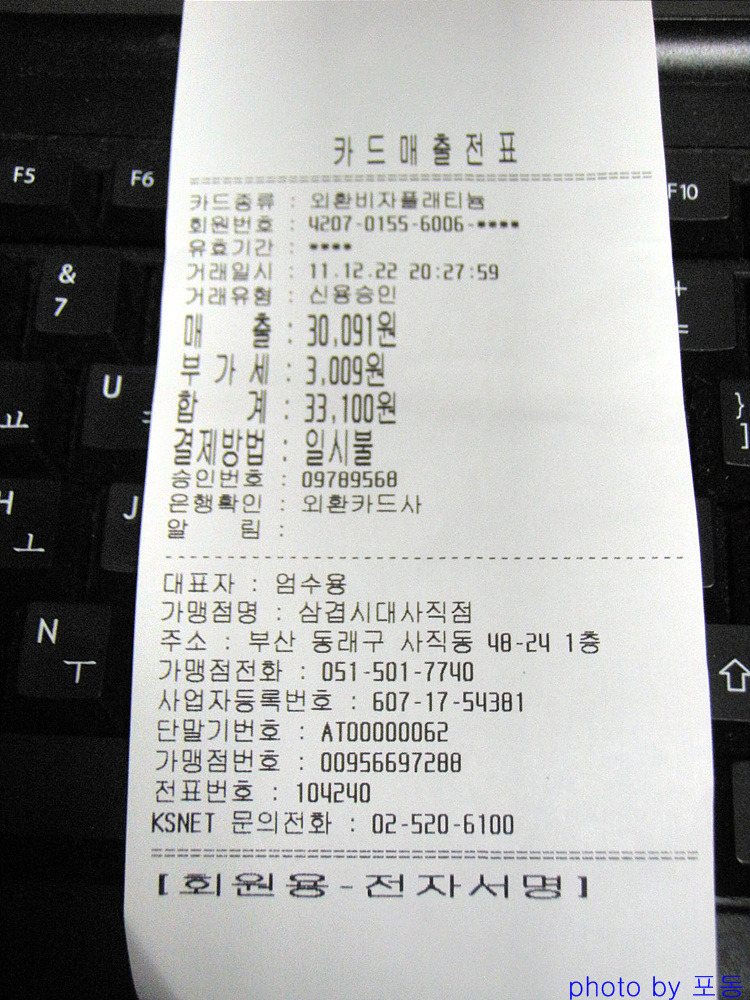 카드매출전표
카드종류 : 외환비자플래티늄
회원번호 : 4207-0155-6006-****
유효기간 : ****
거래일시 : 11.12.22 20:27:59
거래유형 : 신용승인
매 출 : 30,091원
부 가 세 : 3,009원
합 계 : 33,100원
결제방법 : 일시불
승인번호 : 09789568
은행확인 : 외환카드사
알 림 :
대표자 : 엄수용
가맹점명 : 삼겹시대사직점
주소 : 부산 동래구 사직동 48-24 1층
가맹점전화 : 051-501-7740
사업자등록번호 : 607-17-54381
단말기번호 : AT00000062
가맹점번호 : 00956697288
전표번호 : 104240
KSNET 문의전화 : 02-520-6100
[회원용-전자서명]
F5
F6
F10
&
7
+
=
U
ㅕ
ㅛ
}
]
H
ㅗ
J
N
ㅜ
photo by 포동